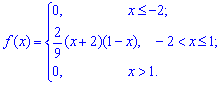 0, x ≤ −2;
f(x) = { 2/9 (x + 2)(1 − x), −2 < x ≤ 1;
0, x > 1.